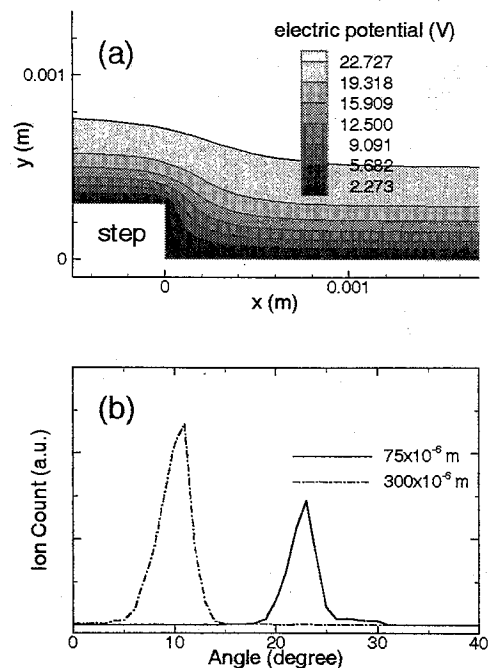 (a)
electric potential (V)
22.727
19.318
15.909
12.500
9.091
5.682
2.273
0.001
0
y (m)
step
0
0.001
x (m)
(b)
75x10⁻⁶ m
300x10⁻⁶ m
Ion Count (a.u.)
0
10
20
30
40
Angle (degree)